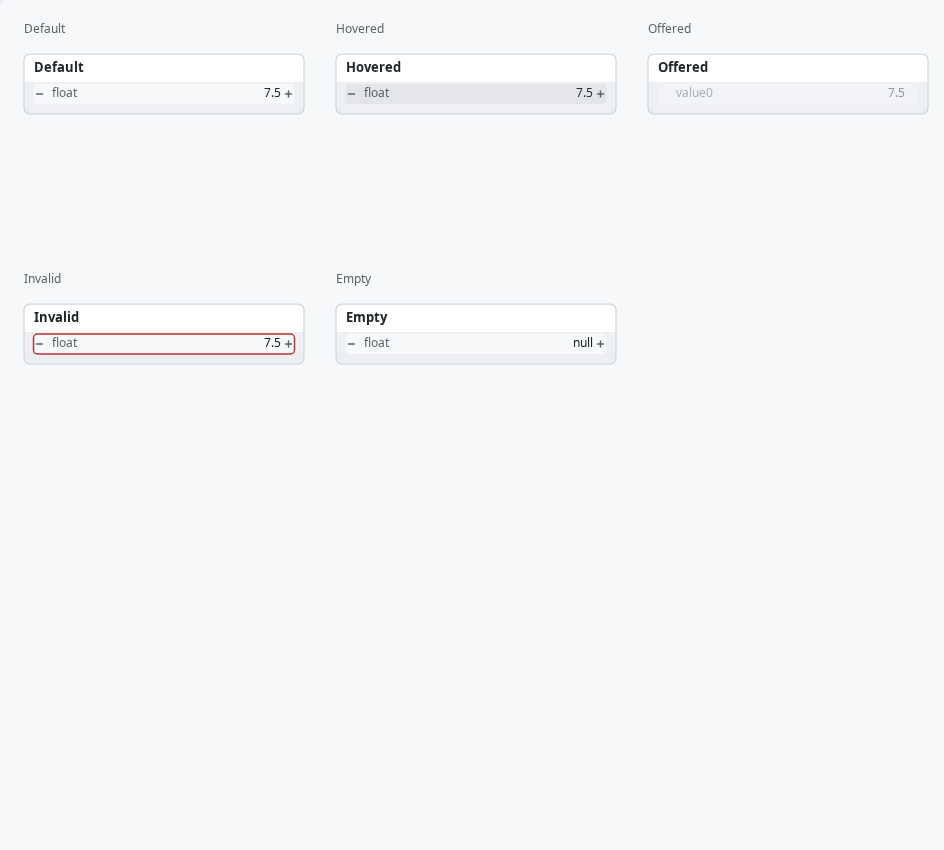 Default
Hovered
Offered
Default
Hovered
Offered
− float 7.5 +
− float 7.5 +
value0 7.5
Invalid
Empty
Invalid
Empty
− float 7.5 +
− float null +